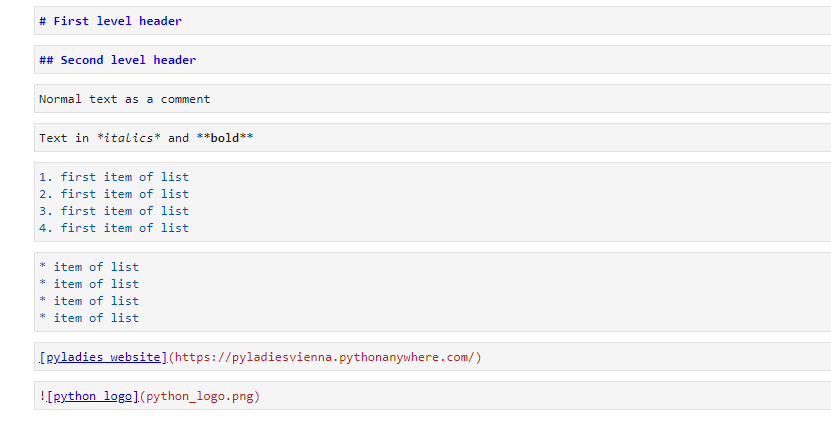 # First level header
## Second level header
Normal text as a comment
Text in *italics* and **bold**
1. first item of list
2. first item of list
3. first item of list
4. first item of list
* item of list
* item of list
* item of list
* item of list
[pyladies website](https://pyladiesvienna.pythonanywhere.com/)
![python logo](python_logo.png)